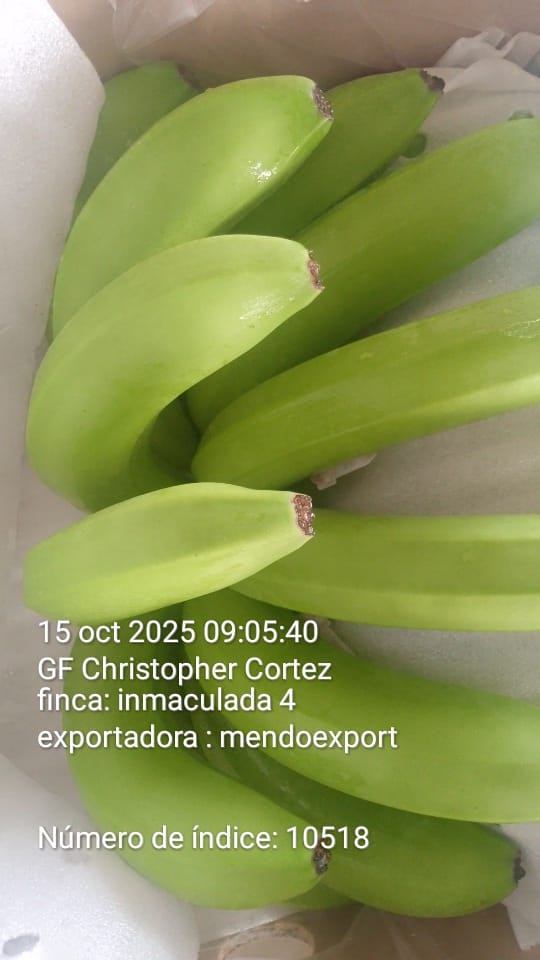 15 oct 2025 09:05:40
GF Christopher Cortez
finca: inmaculada 4
exportadora : mendoexport
Número de índice: 10518